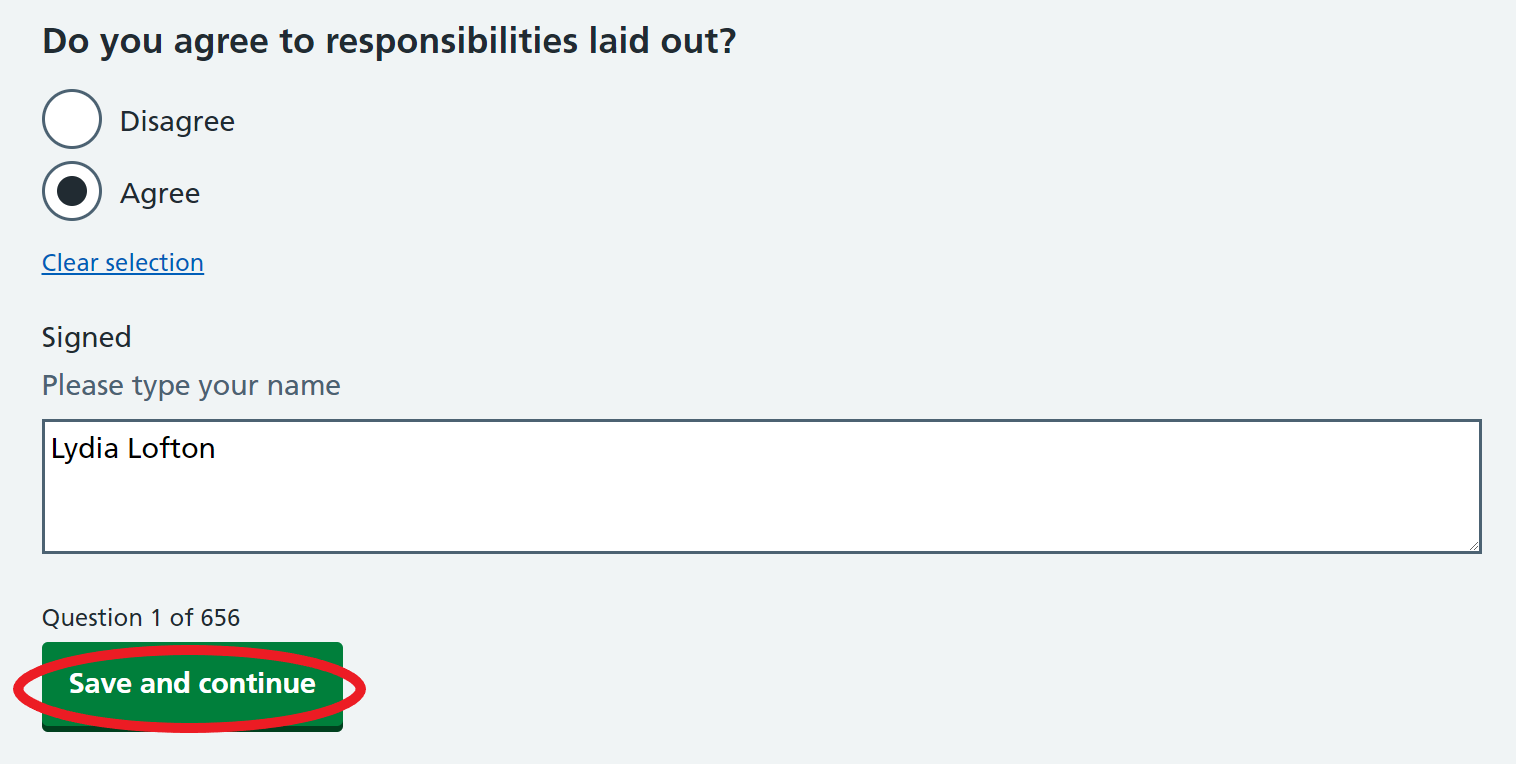 Do you agree to responsibilities laid out?
Disagree
Agree
Clear selection
Signed
Please type your name
Lydia Lofton
Question 1 of 656
Save and continue